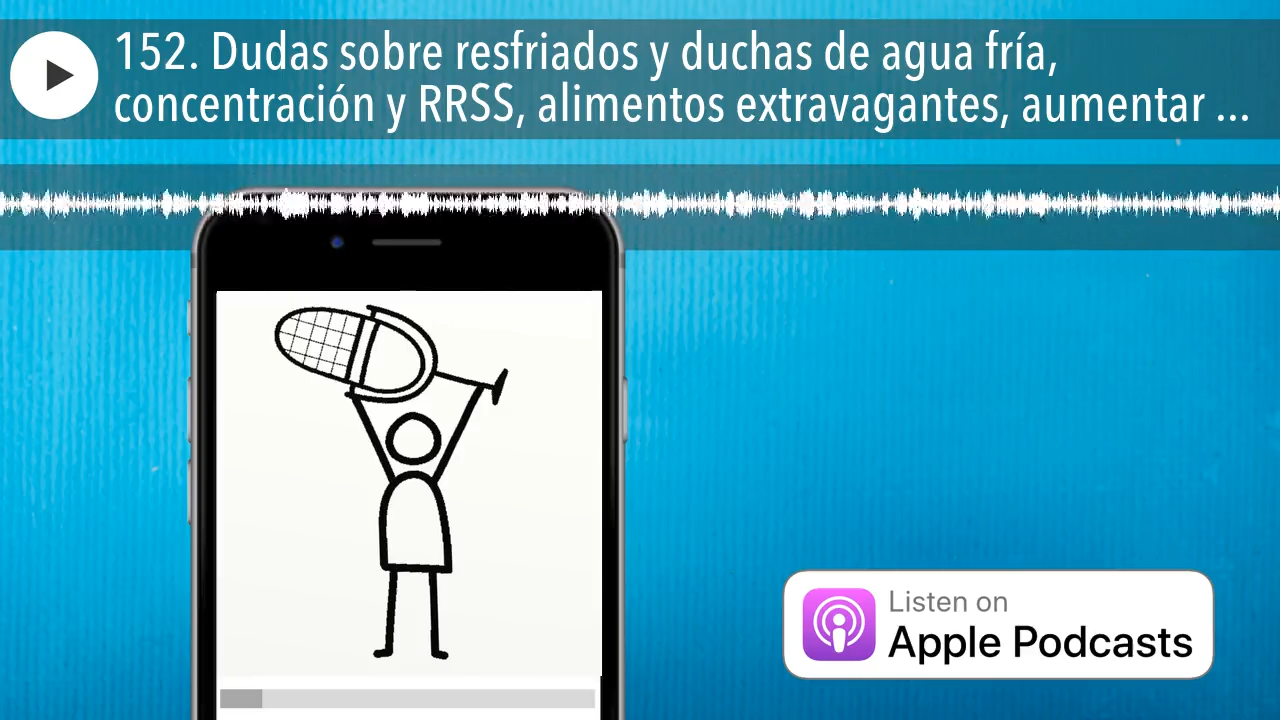 152. Dudas sobre resfriados y duchas de agua fría,
concentración y RRSS, alimentos extravagantes, aumentar ...
Listen on
Apple Podcasts